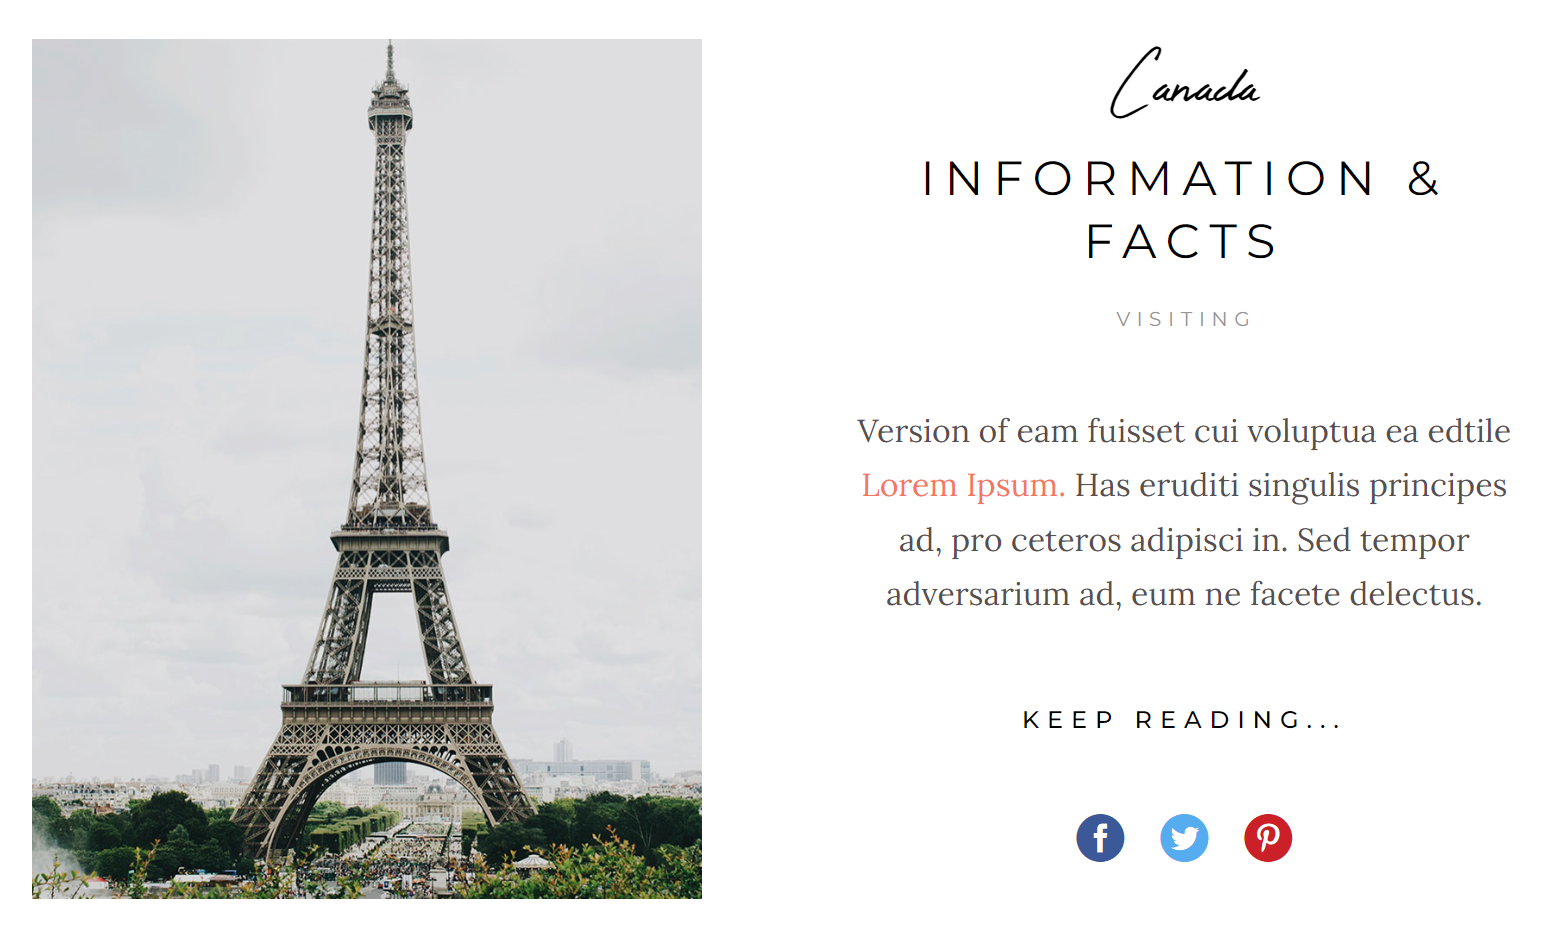 Canada
INFORMATION &
FACTS
VISITING
Version of eam fuisset cui voluptua ea edtile
Lorem Ipsum. Has eruditi singulis principes
ad, pro ceteros adipisci in. Sed tempor
adversarium ad, eum ne facete delectus.
KEEP READING...